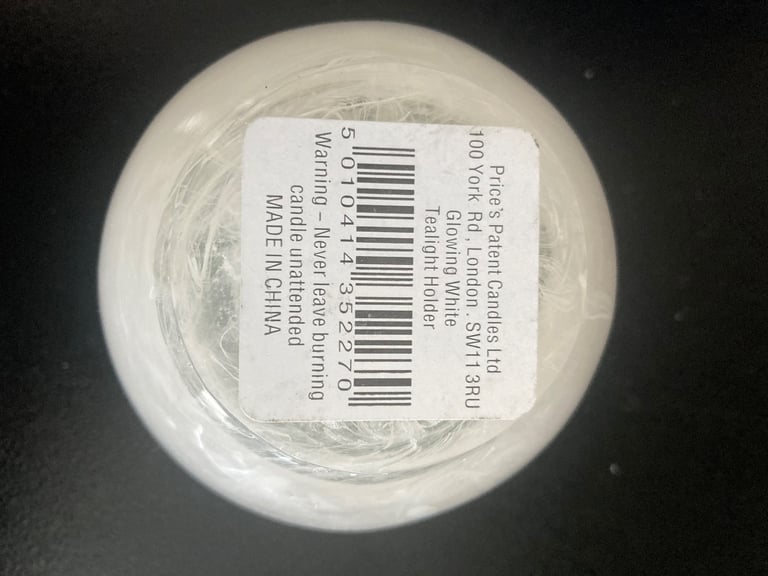 Price's Patent Candles Ltd
100 York Rd , London . SW11 3RU
Glowing White
Tealight Holder
5 010414 352270
Warning – Never leave burning
candle unattended
MADE IN CHINA